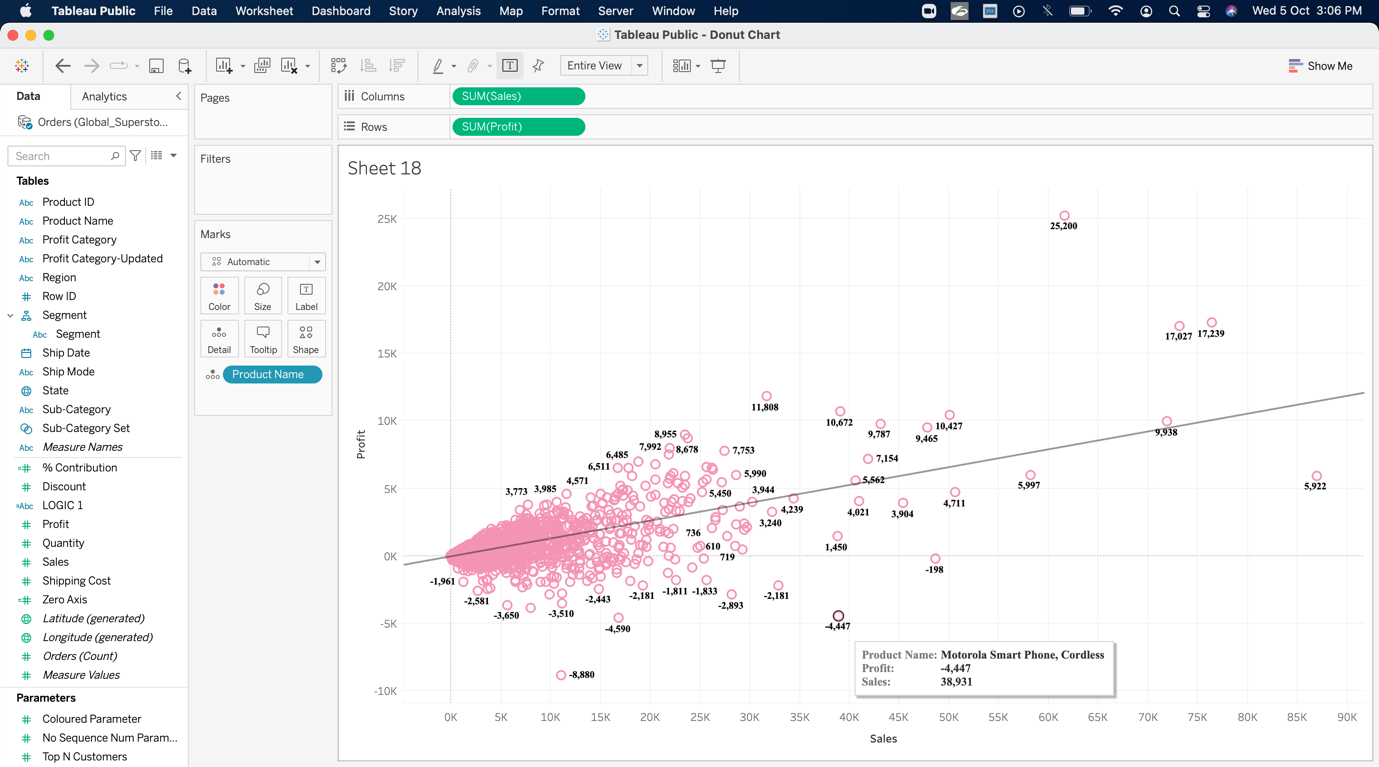 Tableau Public File Data Worksheet Dashboard Story Analysis Map Format Server Window Help Wed 5 Oct 3:06 PM
Tableau Public - Donut Chart
Entire View
Show Me
Data Analytics
Orders (Global_Supersto...
Search
Tables
Abc Product ID
Abc Product Name
Abc Profit Category
Abc Profit Category-Updated
Abc Region
# Row ID
Segment
Abc Segment
Ship Date
Abc Ship Mode
State
Abc Sub-Category
Sub-Category Set
Abc Measure Names
=# % Contribution
# Discount
=Abc LOGIC 1
# Profit
# Quantity
# Sales
# Shipping Cost
=# Zero Axis
Latitude (generated)
Longitude (generated)
# Orders (Count)
# Measure Values
Parameters
# Coloured Parameter
# No Sequence Num Param...
# Top N Customers
Pages
Filters
Marks
Automatic
Color Size Label
Detail Tooltip Shape
Product Name
Columns SUM(Sales)
Rows SUM(Profit)
Sheet 18
25K
20K
15K
10K
5K
0K
-5K
-10K
Profit
25,200
17,027 17,239
11,808
10,672
9,787
10,427
9,465
9,938
8,955
7,992
8,678
7,753
7,154
6,485
6,511
5,990
5,562
5,997
5,922
4,571
5,450
3,944
3,773
3,985
4,239
4,021
3,904
4,711
3,240
736
610
719
1,450
-198
-1,961
-2,581
-3,650
-3,510
-2,443
-2,181
-1,811
-1,833
-2,893
-2,181
-4,590
-4,447
-8,880
Product Name: Motorola Smart Phone, Cordless
Profit: -4,447
Sales: 38,931
0K 5K 10K 15K 20K 25K 30K 35K 40K 45K 50K 55K 60K 65K 70K 75K 80K 85K 90K
Sales